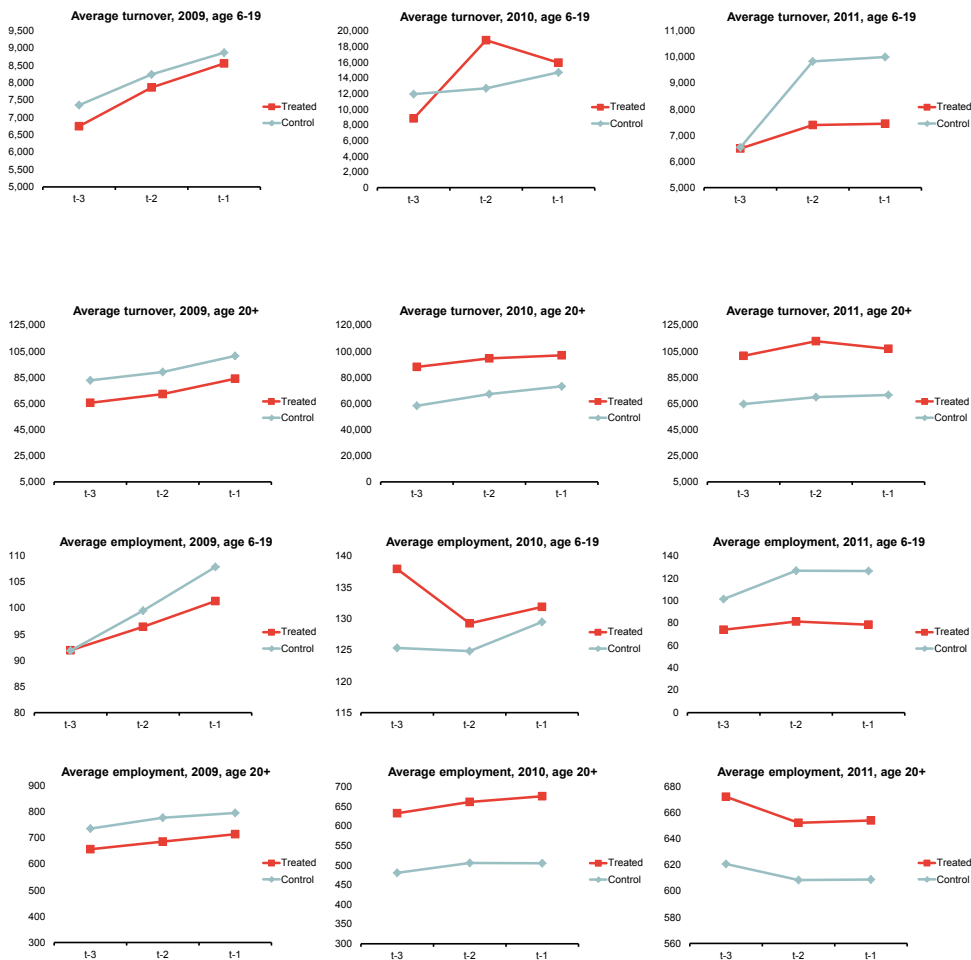 Average turnover, 2009, age 6-19
9,500
9,000
8,500
8,000
7,500
7,000
6,500
6,000
5,500
5,000
t-3 t-2 t-1
Treated
Control
Average turnover, 2010, age 6-19
20,000
18,000
16,000
14,000
12,000
10,000
8,000
6,000
4,000
2,000
0
t-3 t-2 t-1
Treated
Control
Average turnover, 2011, age 6-19
11,000
10,000
9,000
8,000
7,000
6,000
5,000
t-3 t-2 t-1
Treated
Control
Average turnover, 2009, age 20+
125,000
105,000
85,000
65,000
45,000
25,000
5,000
t-3 t-2 t-1
Treated
Control
Average turnover, 2010, age 20+
120,000
100,000
80,000
60,000
40,000
20,000
0
t-3 t-2 t-1
Treated
Control
Average turnover, 2011, age 20+
125,000
105,000
85,000
65,000
45,000
25,000
5,000
t-3 t-2 t-1
Treated
Control
Average employment, 2009, age 6-19
110
105
100
95
90
85
80
t-3 t-2 t-1
Treated
Control
Average employment, 2010, age 6-19
140
135
130
125
120
115
t-3 t-2 t-1
Treated
Control
Average employment, 2011, age 6-19
140
120
100
80
60
40
20
0
t-3 t-2 t-1
Treated
Control
Average employment, 2009, age 20+
900
800
700
600
500
400
300
t-3 t-2 t-1
Treated
Control
Average employment, 2010, age 20+
700
650
600
550
500
450
400
350
300
t-3 t-2 t-1
Treated
Control
Average employment, 2011, age 20+
680
660
640
620
600
580
560
t-3 t-2 t-1
Treated
Control